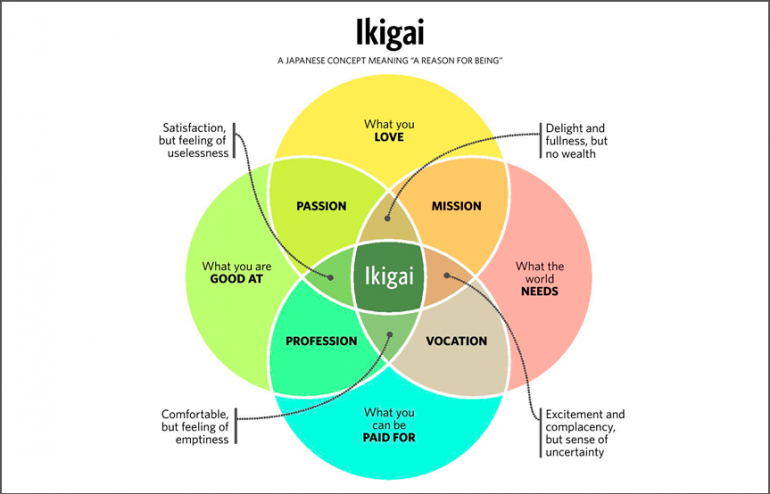 Ikigai
A JAPANESE CONCEPT MEANING “A REASON FOR BEING”
Satisfaction,
but feeling of
uselessness
What you
LOVE
Delight and
fullness, but
no wealth
PASSION
MISSION
What you are
GOOD AT
Ikigai
What the
world
NEEDS
PROFESSION
VOCATION
Comfortable,
but feeling of
emptiness
What you
can be
PAID FOR
Excitement and
complacency,
but sense of
uncertainty